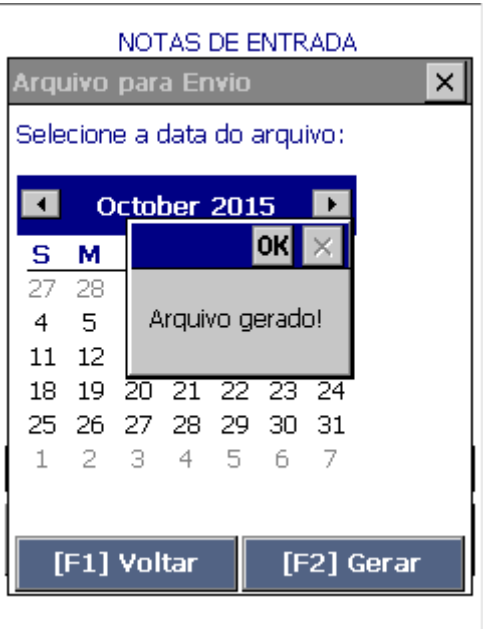 NOTAS DE ENTRADA
Arquivo para Envio
Selecione a data do arquivo:
October 2015
OK
S M
27 28
Arquivo gerado!
4 5
11 12
18 19 20 21 22 23 24
25 26 27 28 29 30 31
1 2 3 4 5 6 7
[F1] Voltar [F2] Gerar